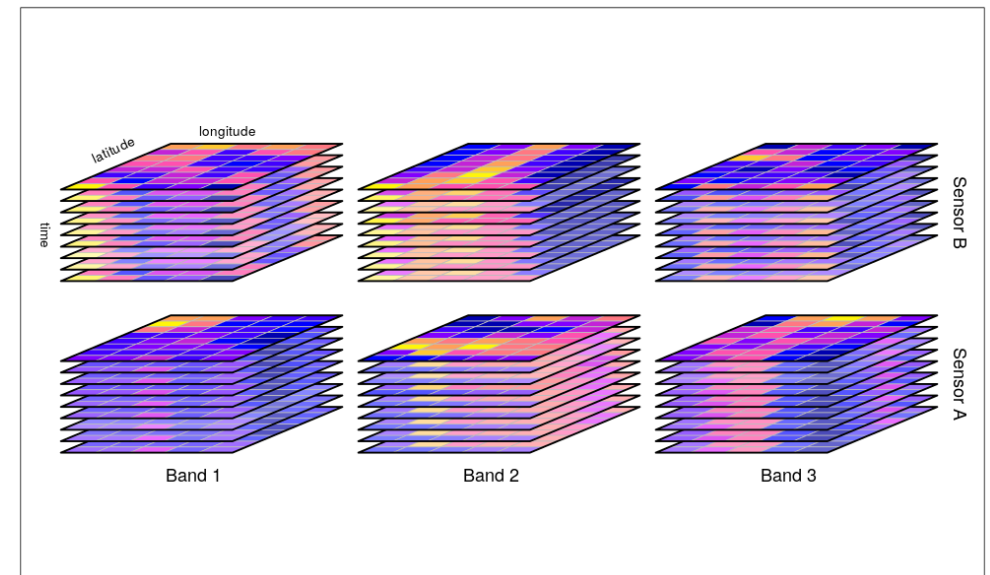 longitude
latitude
time
Sensor B
Sensor A
Band 1
Band 2
Band 3